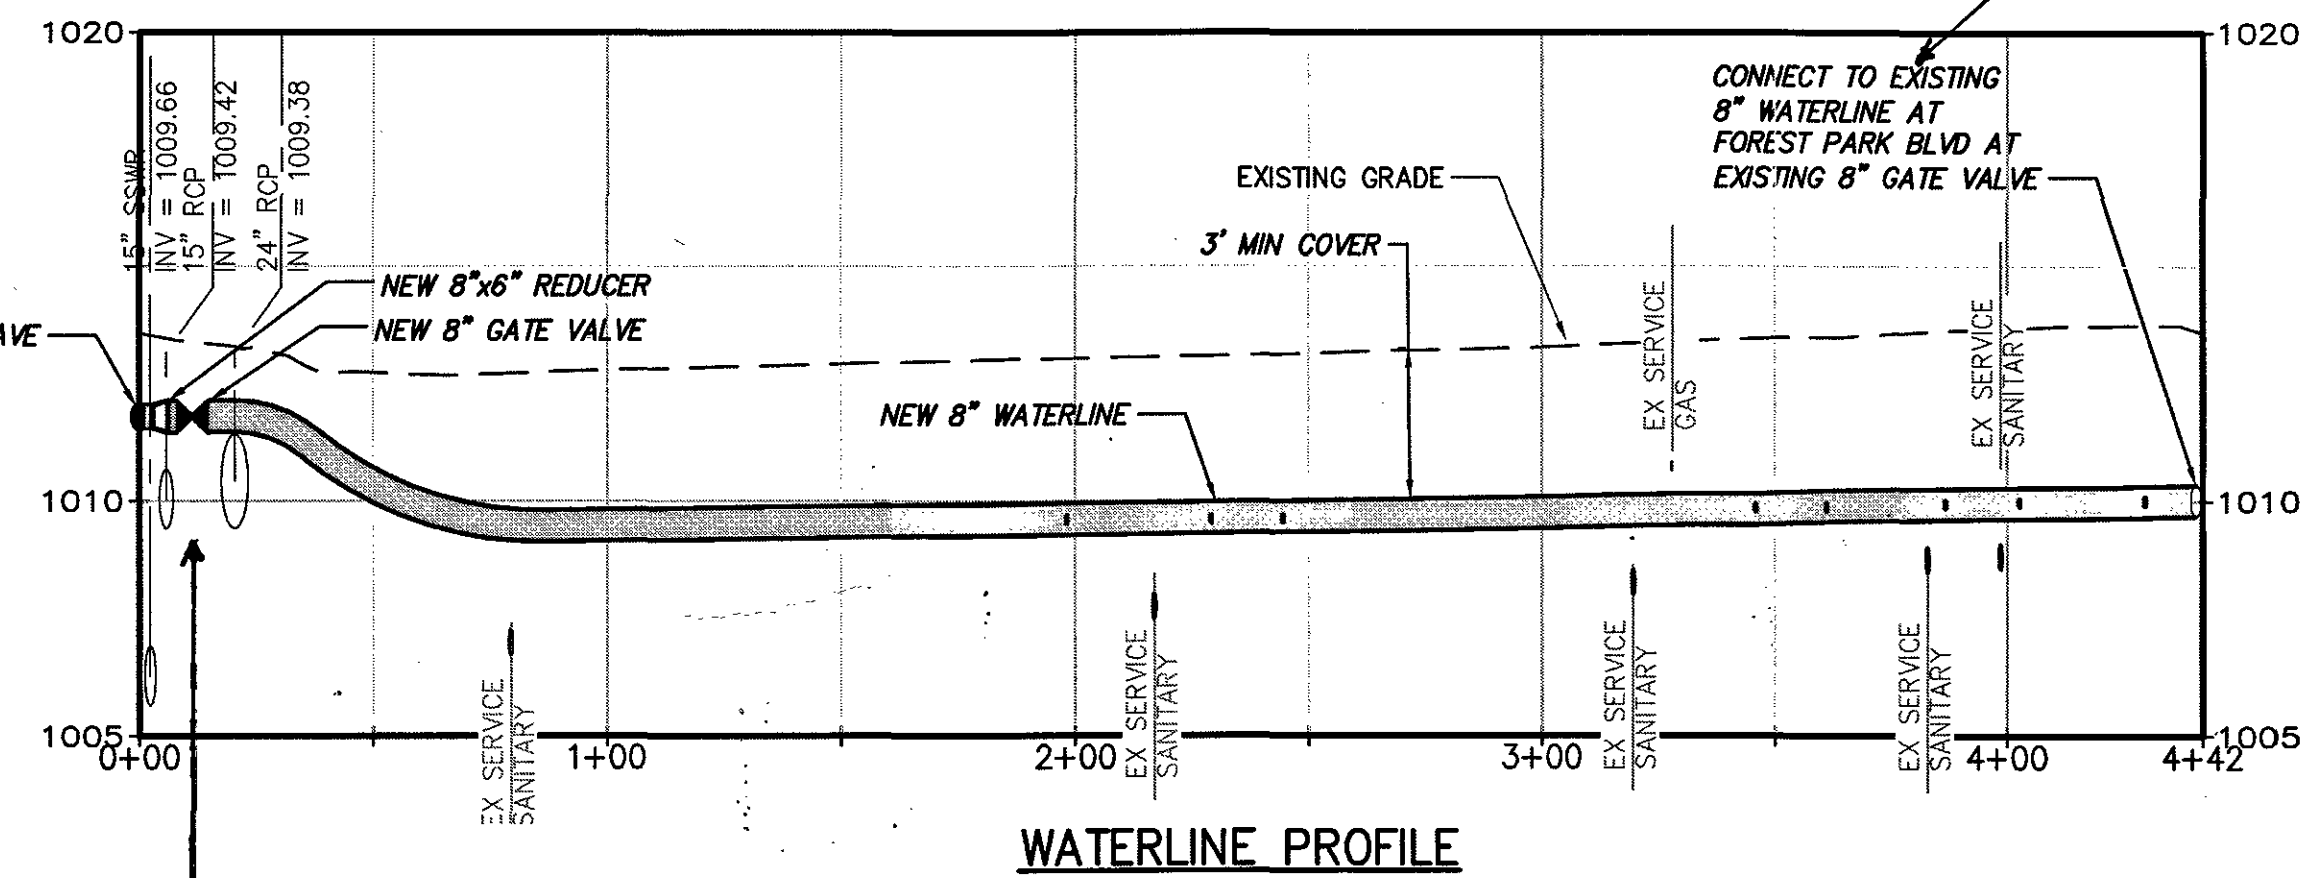 1020
1020
15" SSWR
INV = 1009.66
15" RCP
INV = 1009.42
24" RCP
INV = 1009.38
CONNECT TO EXISTING
8" WATERLINE AT
FOREST PARK BLVD AT
EXISTING 8" GATE VALVE
EXISTING GRADE
3' MIN COVER
NEW 8"x6" REDUCER
NEW 8" GATE VALVE
AVE
EX SERVICE
GAS
EX SERVICE
SANITARY
NEW 8" WATERLINE
1010
1010
EX SERVICE
SANITARY
EX SERVICE
SANITARY
EX SERVICE
SANITARY
EX SERVICE
SANITARY
1005
1005
0+00
1+00
2+00
3+00
4+00
4+42
WATERLINE PROFILE